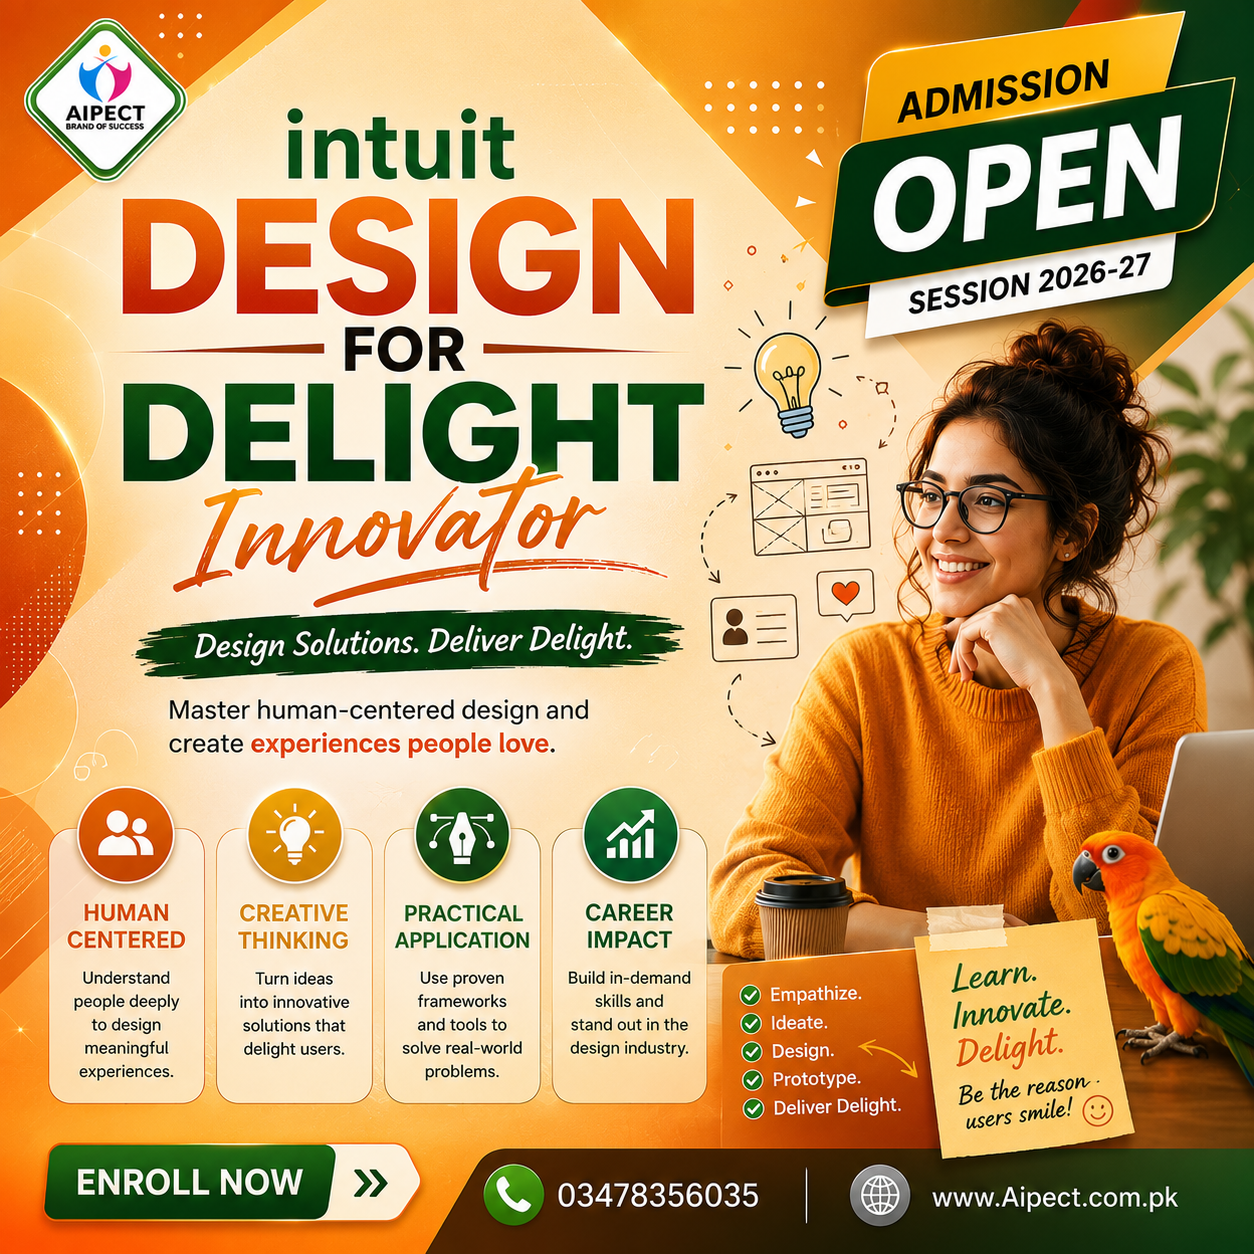 AIPECT
BRAND OF SUCCESS
ADMISSION
OPEN
SESSION 2026-27
intuit
DESIGN
FOR
DELIGHT
Innovator
Design Solutions. Deliver Delight.
Master human-centered design and
create experiences people love.
HUMAN
CENTERED
Understand
people deeply
to design
meaningful
experiences.
CREATIVE
THINKING
Turn ideas
into innovative
solutions that
delight users.
PRACTICAL
APPLICATION
Use proven
frameworks
and tools to
solve real-world
problems.
CAREER
IMPACT
Build in-demand
skills and
stand out in the
design industry.
Empathize.
Ideate.
Design.
Prototype.
Deliver Delight.
Learn.
Innovate.
Delight.
Be the reason
users smile!
ENROLL NOW
03478356035
www.Aipect.com.pk